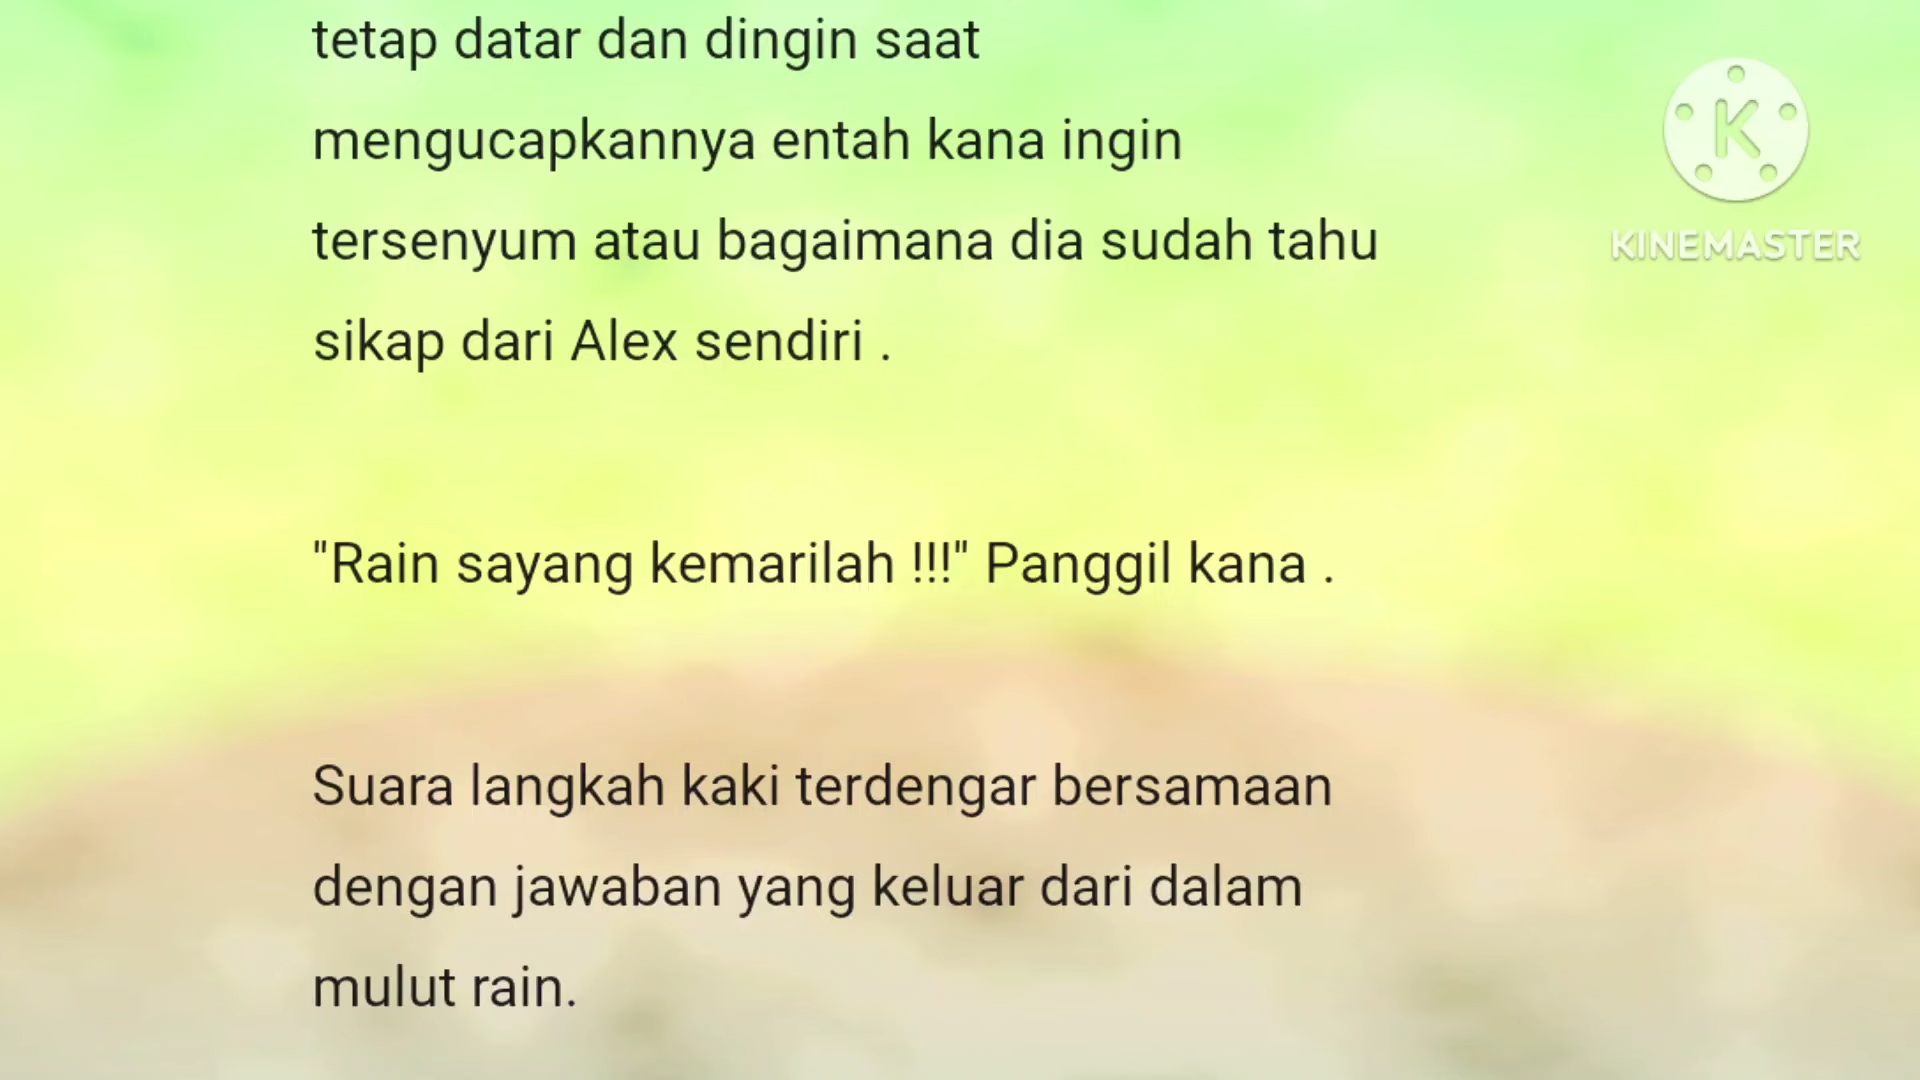 tetap datar dan dingin saat
mengucapkannya entah kana ingin
tersenyum atau bagaimana dia sudah tahu
sikap dari Alex sendiri .
"Rain sayang kemarilah !!!" Panggil kana .
Suara langkah kaki terdengar bersamaan
dengan jawaban yang keluar dari dalam
mulut rain.
K
KINEMASTER